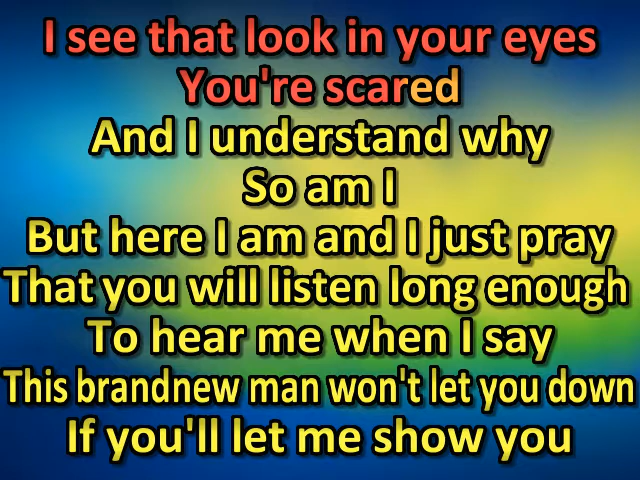 I see that look in your eyes
You're scared
And I understand why
So am I
But here I am and I just pray
That you will listen long enough
To hear me when I say
This brandnew man won't let you down
If you'll let me show you